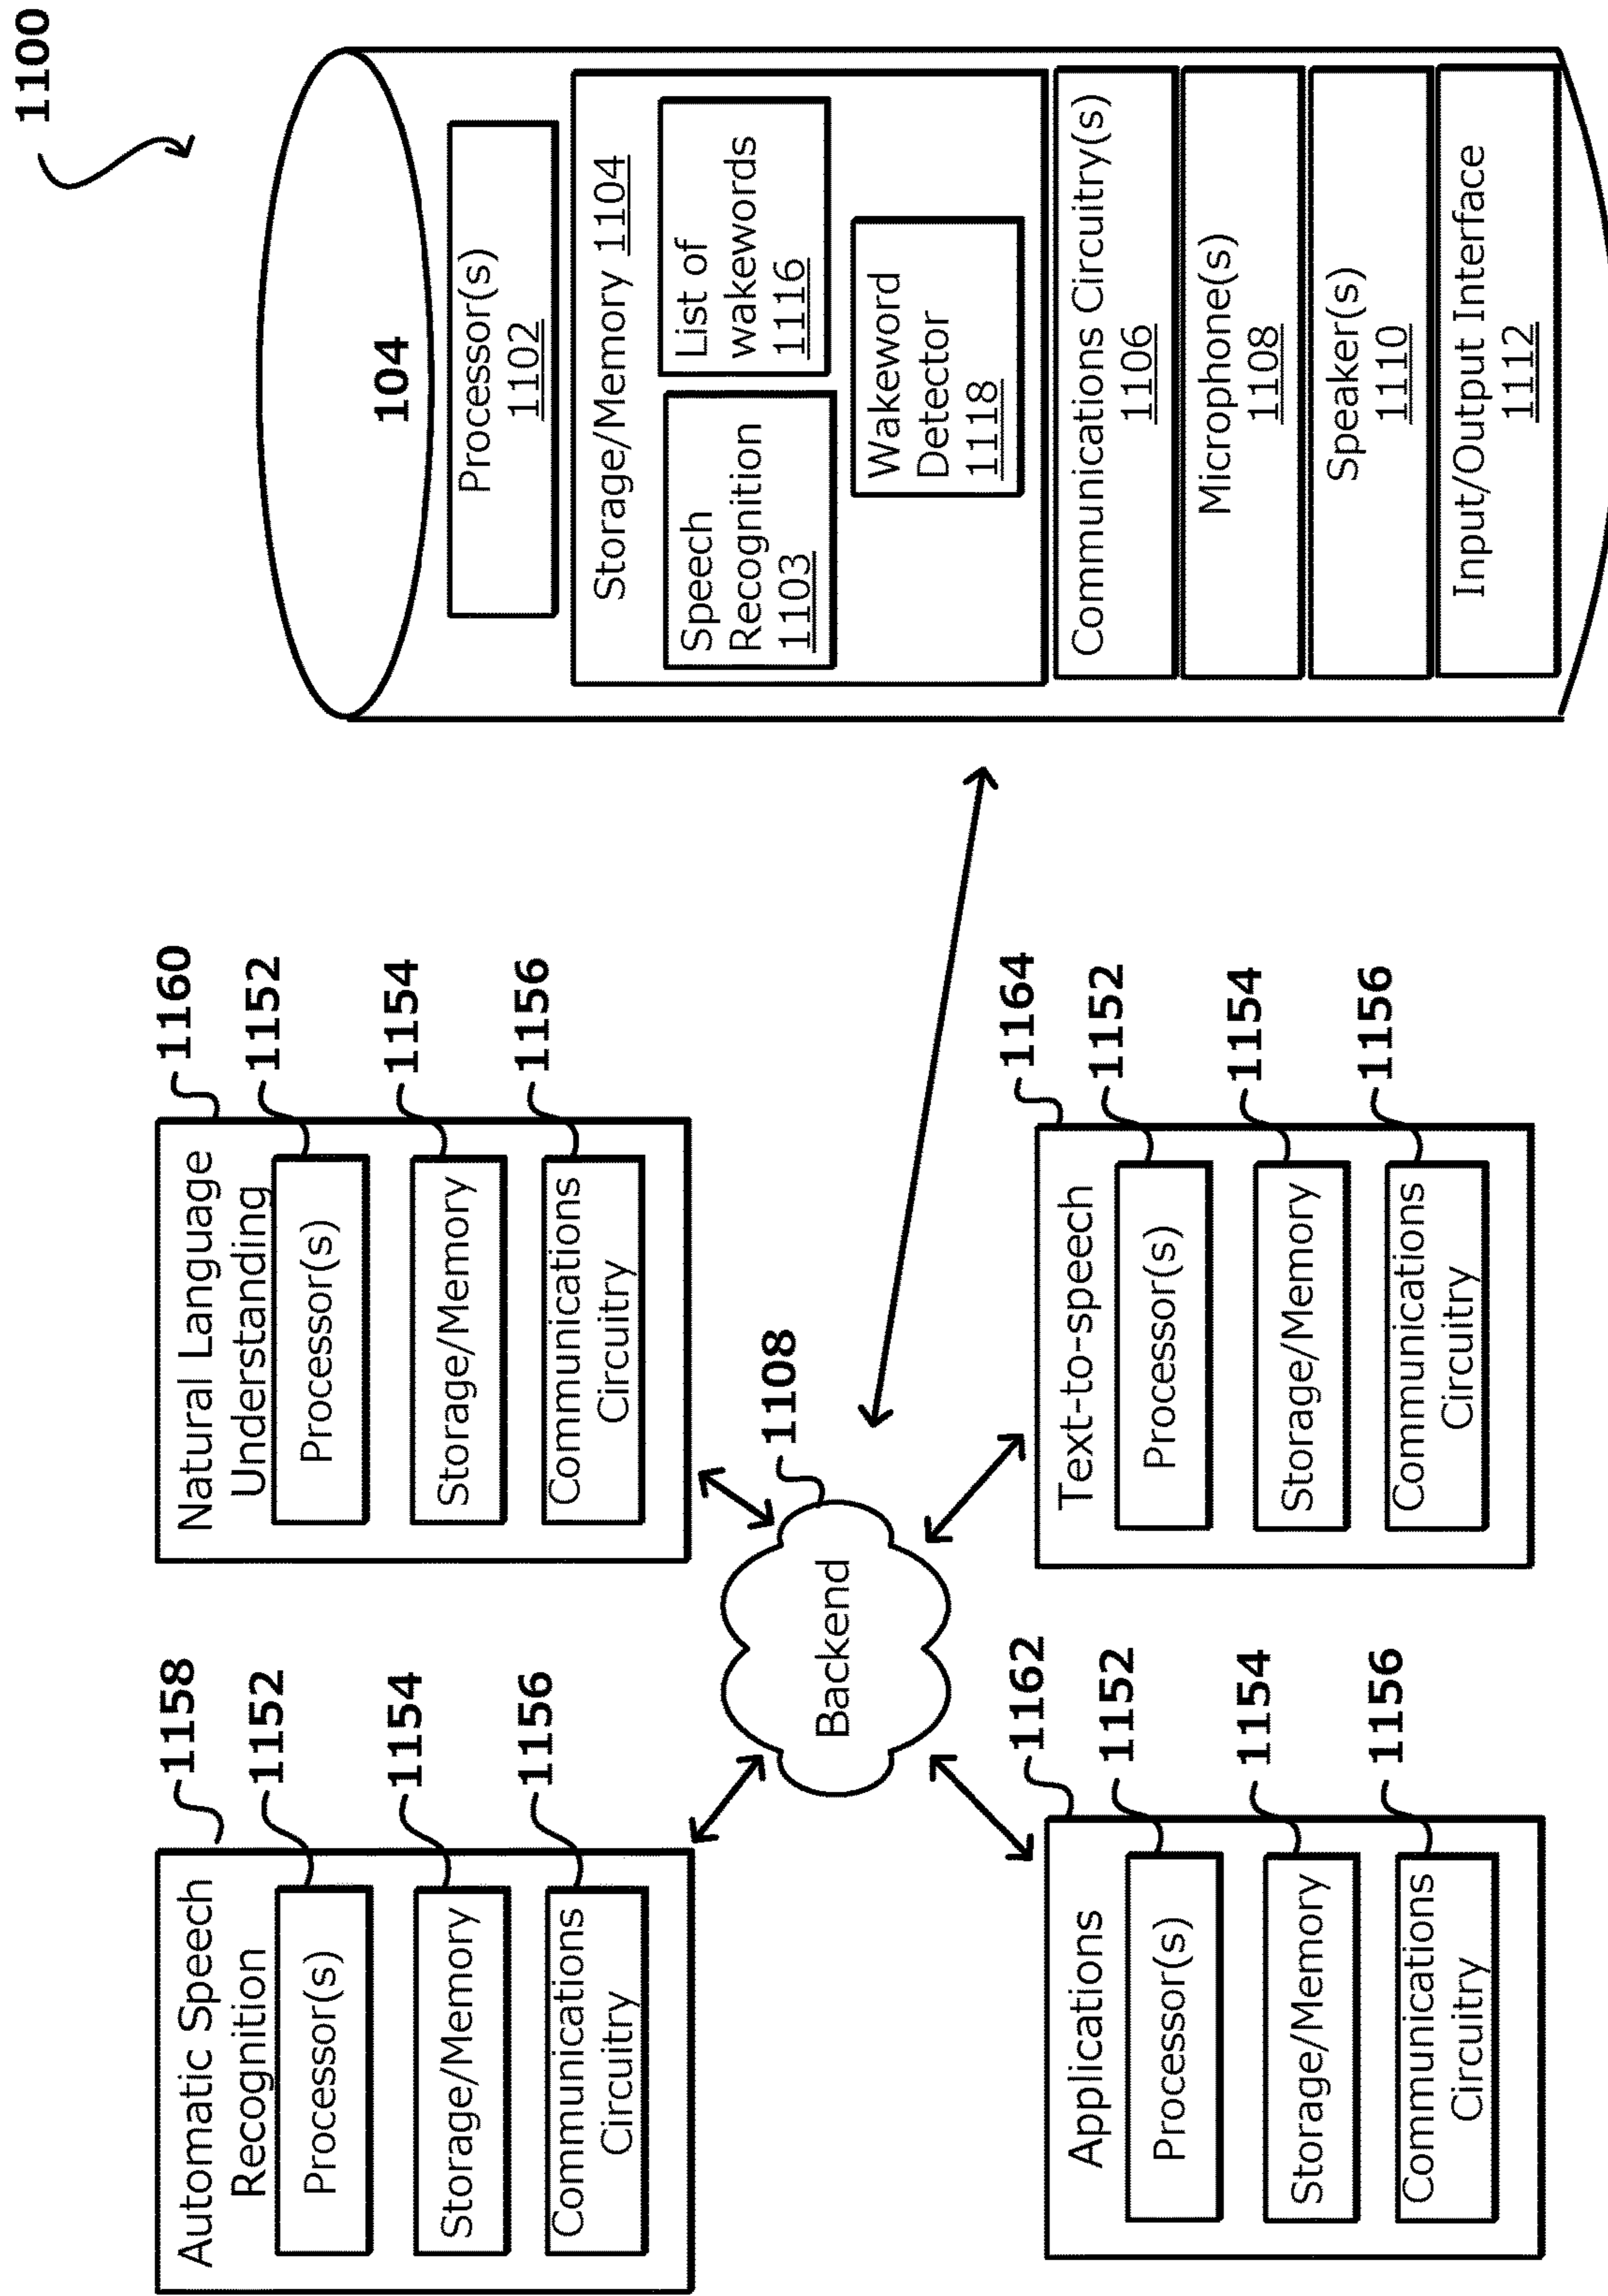 1100
Automatic Speech
Recognition
1158
Processor(s)
1152
Storage/Memory
1154
Communications
Circuitry
1156
Natural Language
Understanding
1160
Processor(s)
1152
Storage/Memory
1154
Communications
Circuitry
1156
Backend
1108
Applications
1162
Processor(s)
1152
Storage/Memory
1154
Communications
Circuitry
1156
Text-to-speech
1164
Processor(s)
1152
Storage/Memory
1154
Communications
Circuitry
1156
104
Processor(s)
1102
Storage/Memory 1104
Speech
Recognition
1103
List of
wakewords
1116
Wakeword
Detector
1118
Communications Circuitry(s)
1106
Microphone(s)
1108
Speaker(s)
1110
Input/Output Interface
1112